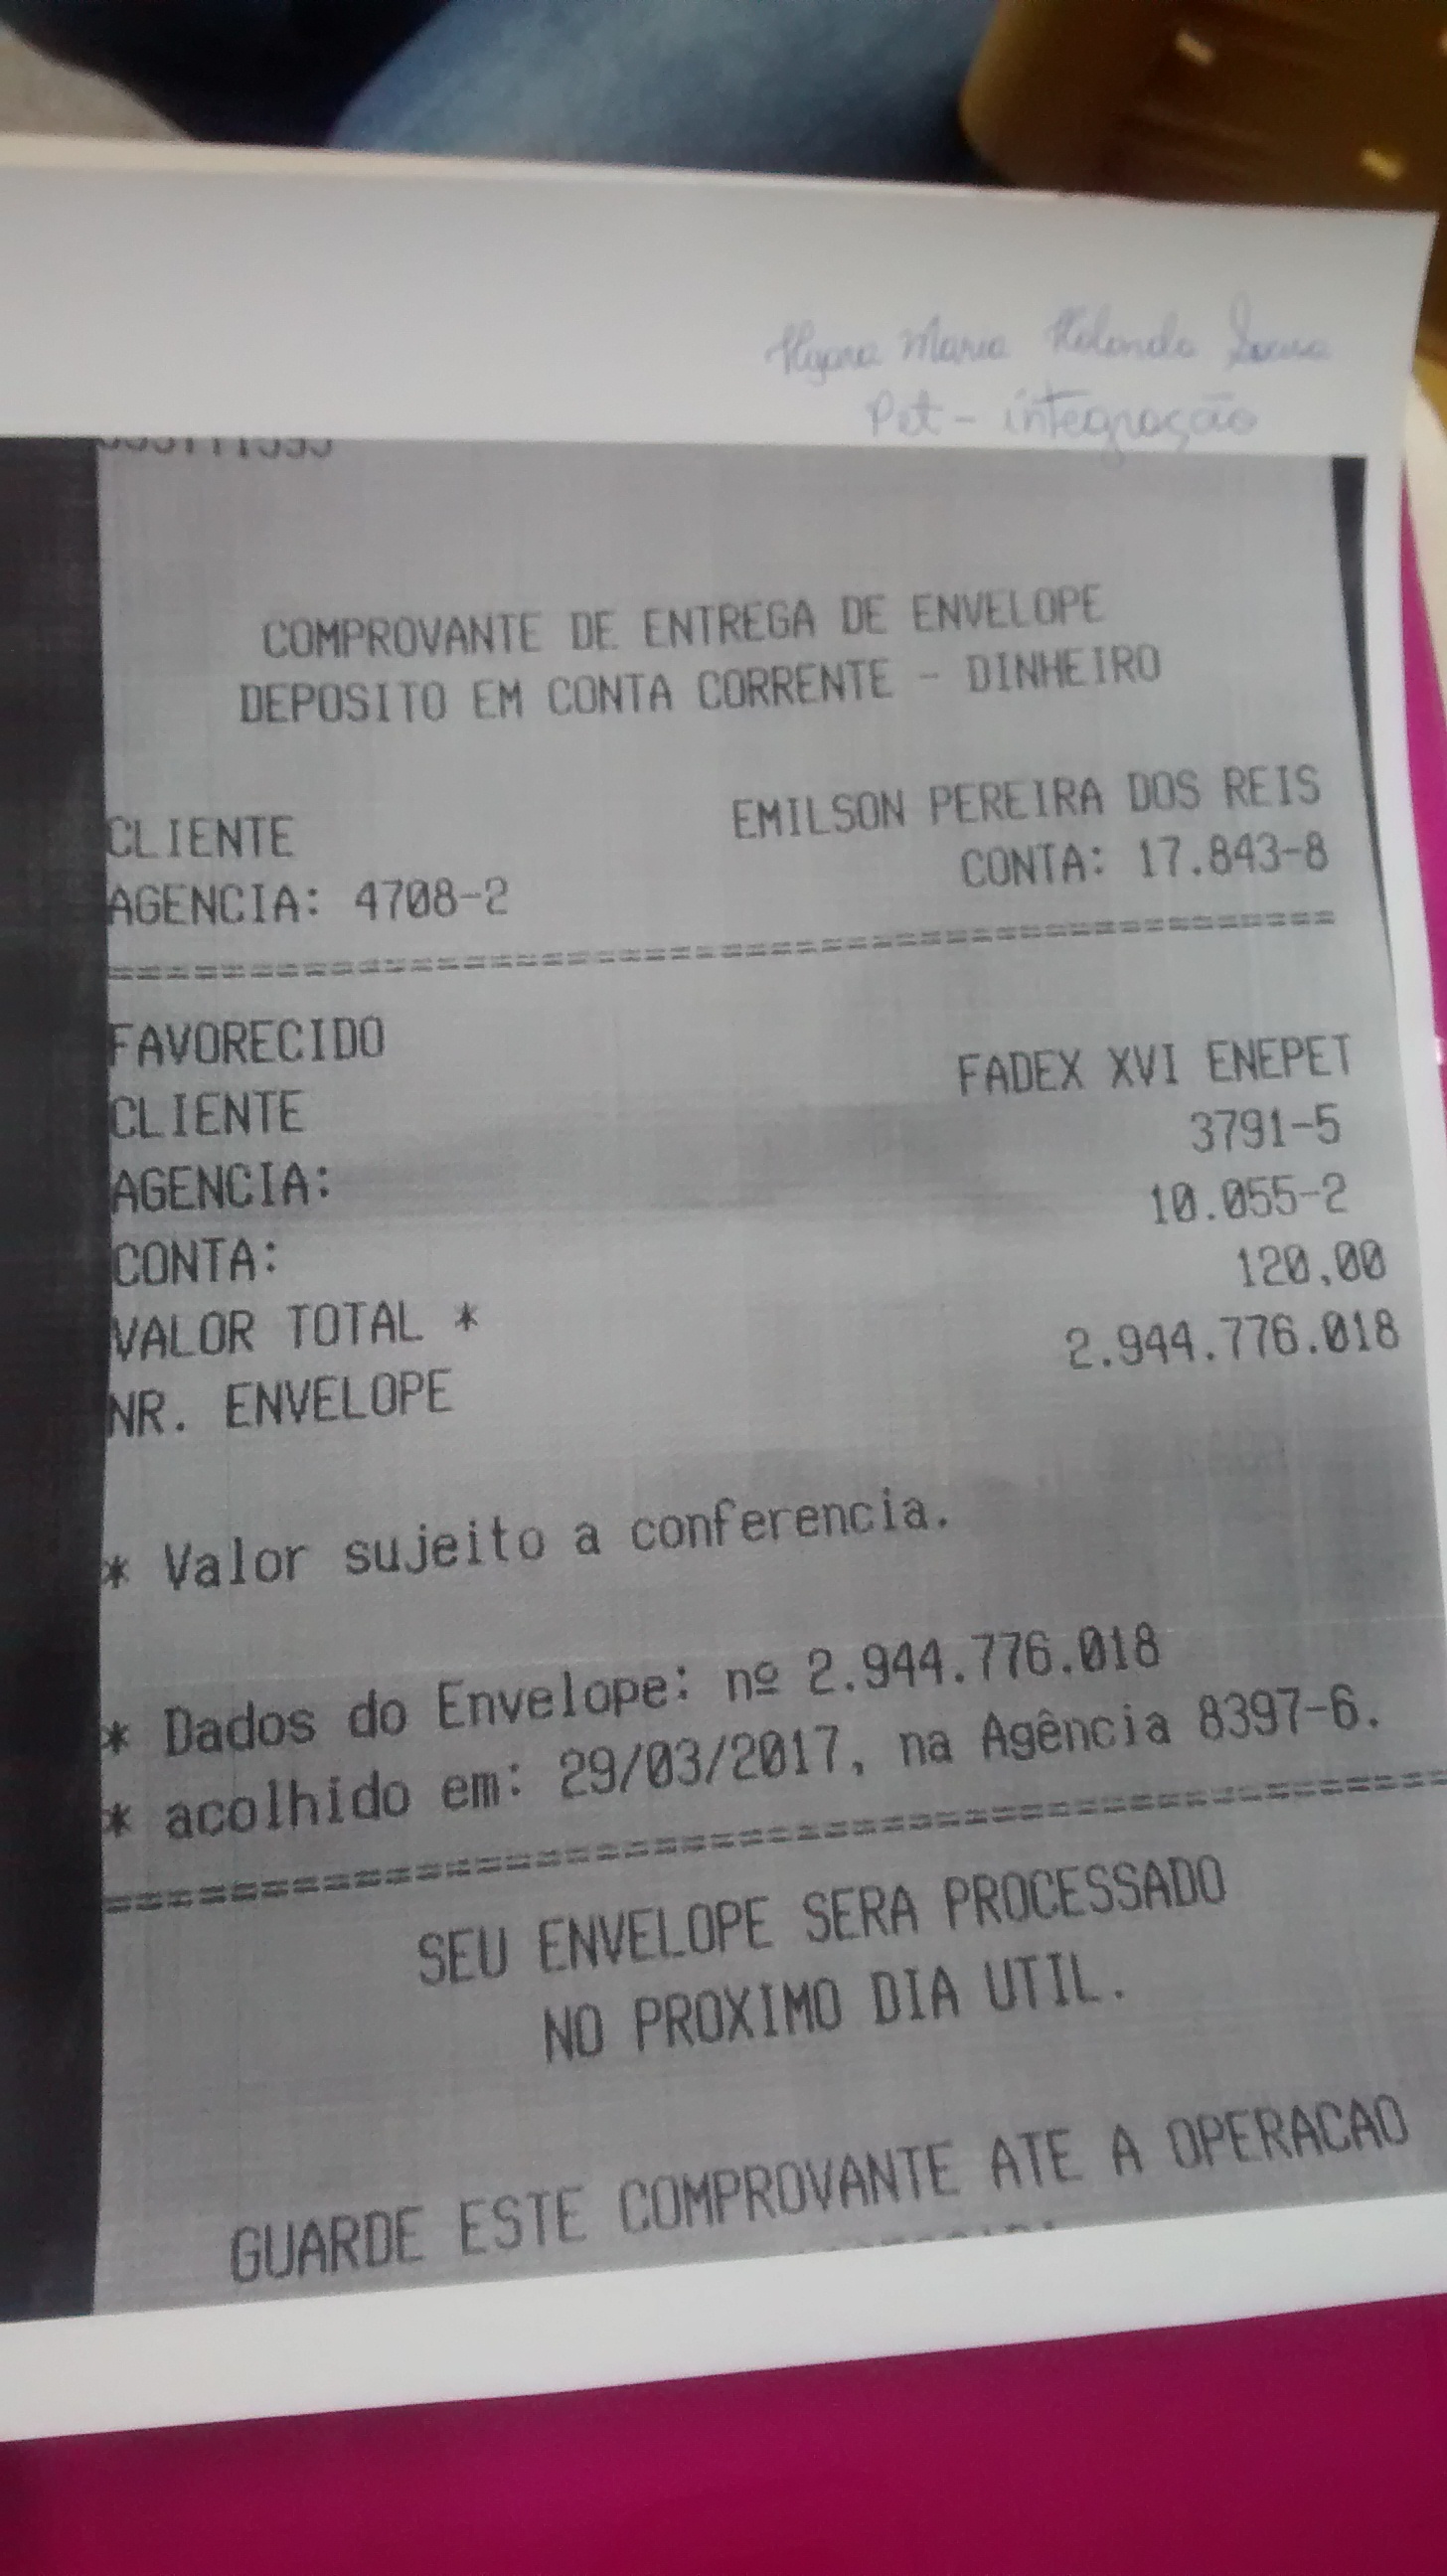 Maria Holanda Sousa
Pet - integração
COMPROVANTE DE ENTREGA DE ENVELOPE
DEPOSITO EM CONTA CORRENTE - DINHEIRO
CLIENTE EMILSON PEREIRA DOS REIS
AGENCIA: 4708-2 CONTA: 17.843-8
================================================
FAVORECIDO
CLIENTE FADEX XVI ENEPET
AGENCIA: 3791-5
CONTA: 10.055-2
VALOR TOTAL * 120,00
NR. ENVELOPE 2.944.776.018
* Valor sujeito a conferencia.
* Dados do Envelope: nº 2.944.776.018
* acolhido em: 29/03/2017, na Agência 8397-6.
================================================
SEU ENVELOPE SERA PROCESSADO
NO PROXIMO DIA UTIL.
GUARDE ESTE COMPROVANTE ATE A OPERACAO